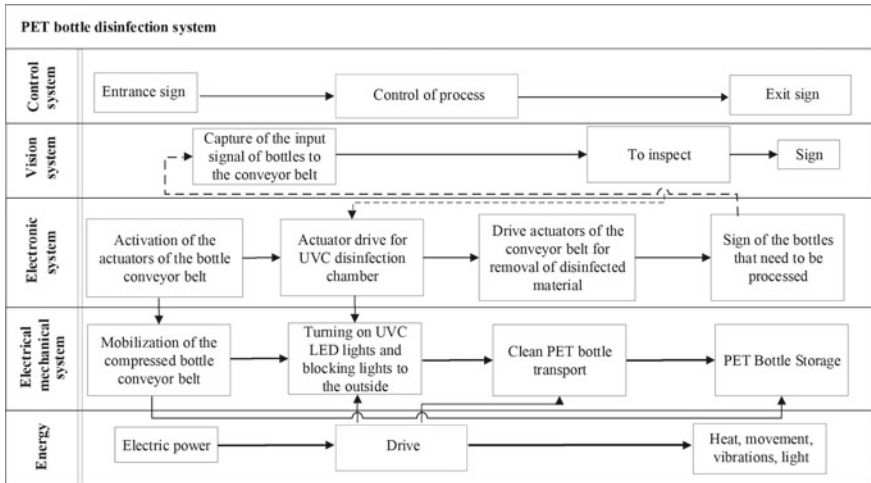 PET bottle disinfection system
Control
system
Entrance sign
Control of process
Exit sign
Vision
system
Capture of the input
signal of bottles to
the conveyor belt
To inspect
Sign
Electronic
system
Activation of the
actuators of the bottle
conveyor belt
Actuator drive for
UVC disinfection
chamber
Drive actuators of the
conveyor belt for
removal of disinfected
material
Sign of the bottles
that need to be
processed
Electrical
mechanical
system
Mobilization of the
compressed bottle
conveyor belt
Turning on UVC
LED lights and
blocking lights to
the outside
Clean PET bottle
transport
PET Bottle Storage
Energy
Electric power
Drive
Heat, movement,
vibrations, light